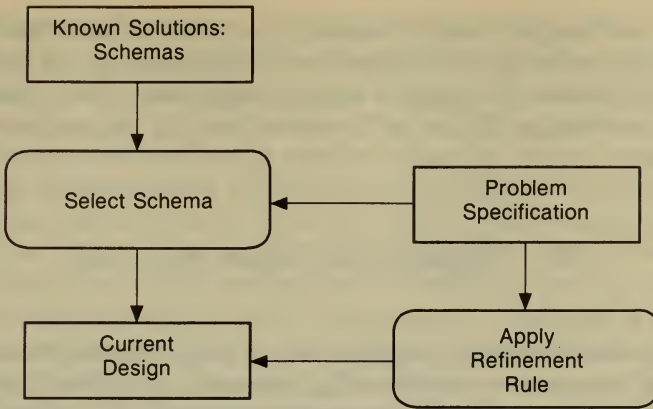 Known Solutions:
Schemas
Select Schema
Problem
Specification
Current
Design
Apply
Refinement
Rule